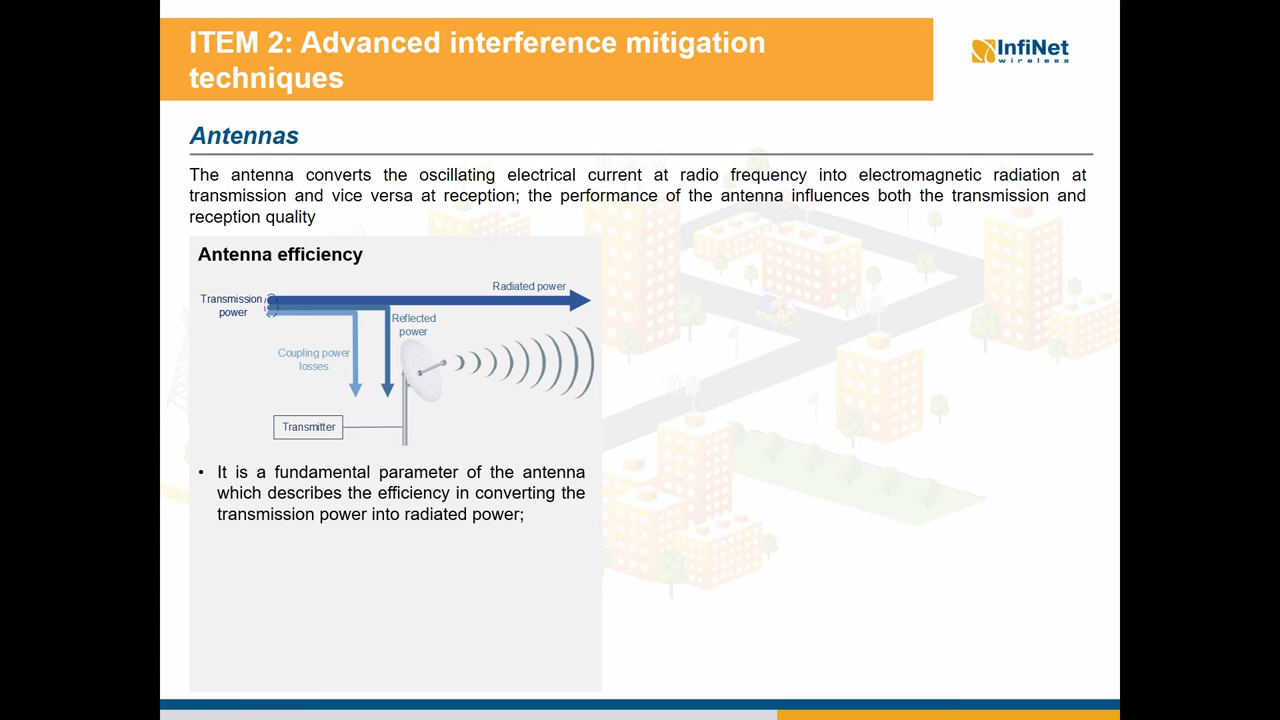 ITEM 2: Advanced interference mitigation
techniques
InfiNet
wireless
Antennas
The antenna converts the oscillating electrical current at radio frequency into electromagnetic radiation at
transmission and vice versa at reception; the performance of the antenna influences both the transmission and
reception quality
Antenna efficiency
Radiated power
Transmission
power
Reflected
power
Coupling power
losses
Transmitter
• It is a fundamental parameter of the antenna
which describes the efficiency in converting the
transmission power into radiated power;